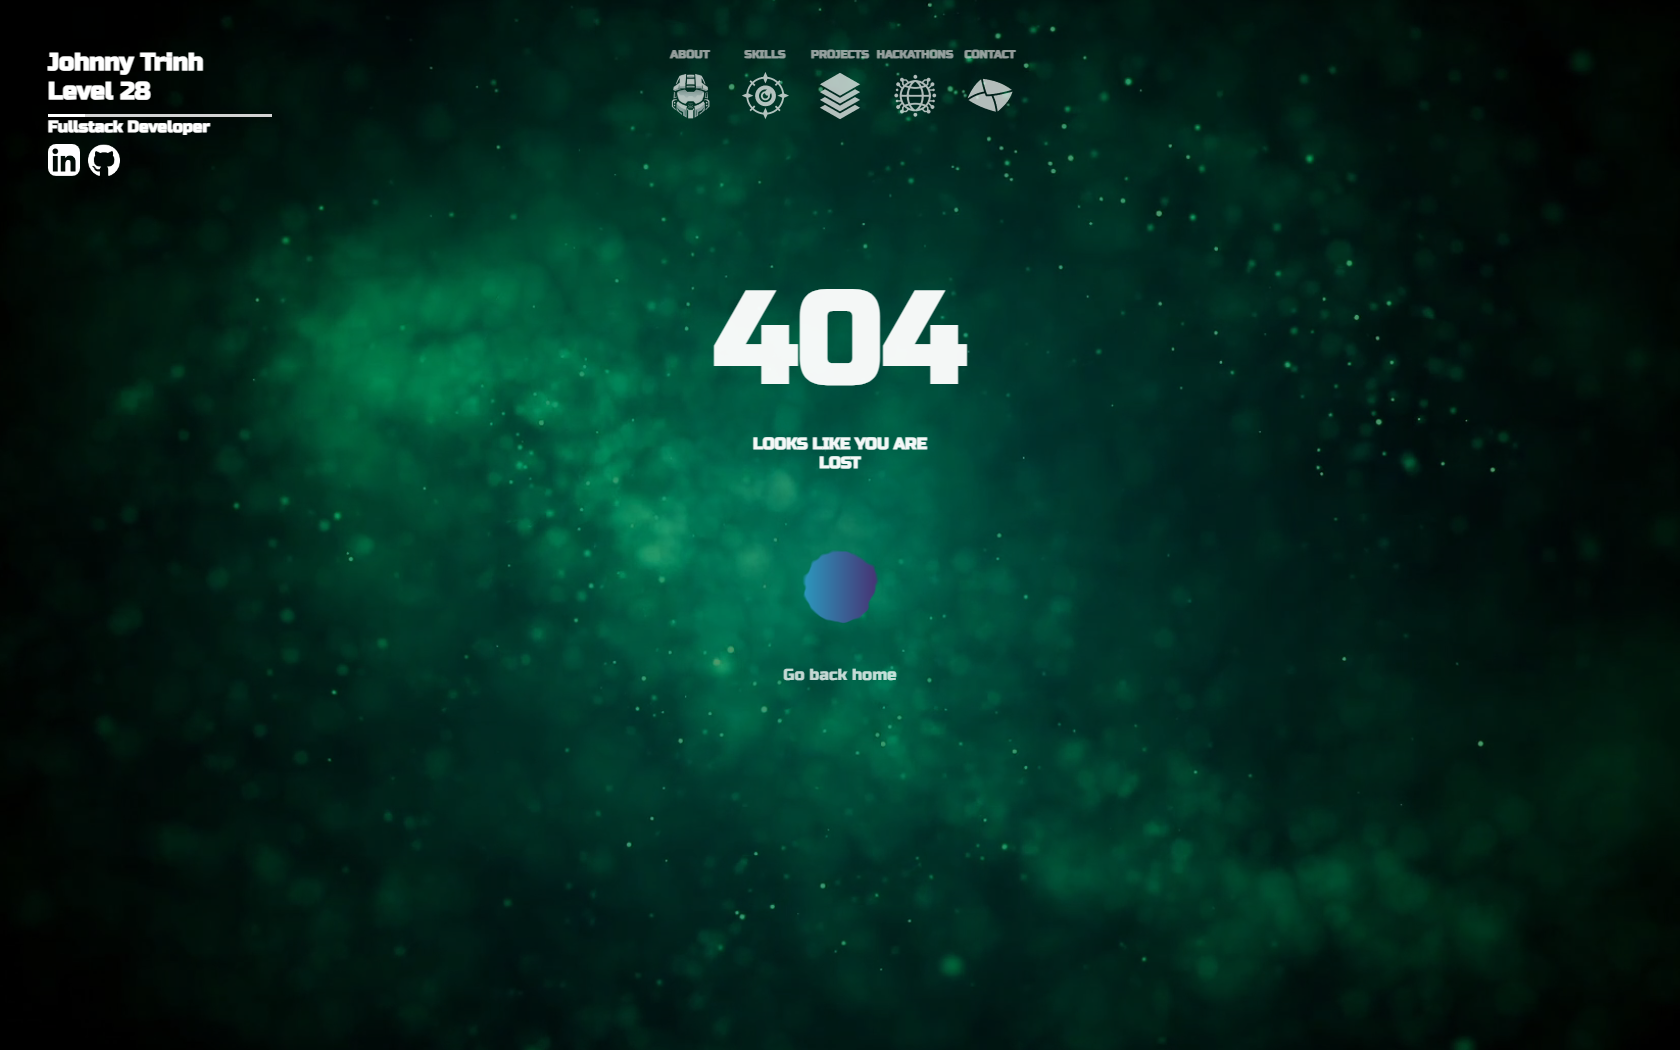 Johnny Trinh
Level 28
Fullstack Developer
ABOUT
SKILLS
PROJECTS
HACKATHONS
CONTACT
404
LOOKS LIKE YOU ARE
LOST
Go back home